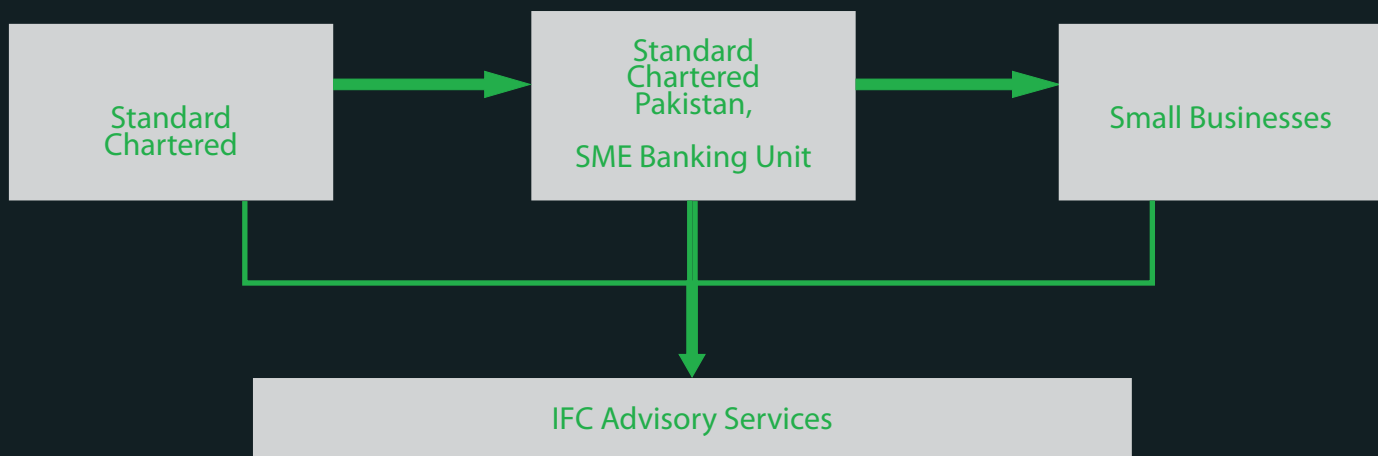 Standard
Chartered
Standard
Chartered
Pakistan,
SME Banking Unit
Small Businesses
IFC Advisory Services